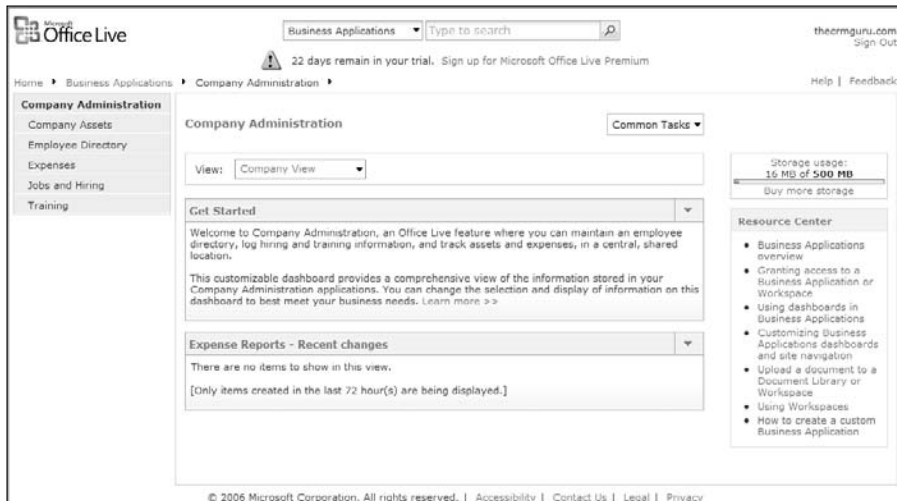 Microsoft
Office Live
Business Applications
Type to search
thecrmguru.com
Sign Out
22 days remain in your trial. Sign up for Microsoft Office Live Premium
Home Business Applications Company Administration
Help | Feedback
Company Administration
Company Assets
Employee Directory
Expenses
Jobs and Hiring
Training
Company Administration
Common Tasks
View: Company View
Get Started
Welcome to Company Administration, an Office Live feature where you can maintain an employee
directory, log hiring and training information, and track assets and expenses, in a central, shared
location.
This customizable dashboard provides a comprehensive view of the information stored in your
Company Administration applications. You can change the selection and display of information on this
dashboard to best meet your business needs. Learn more >>
Expense Reports - Recent changes
There are no items to show in this view.
[Only items created in the last 72 hour(s) are being displayed.]
Storage usage:
16 MB of 500 MB
Buy more storage
Resource Center
• Business Applications
overview
• Granting access to a
Business Application or
Workspace
• Using dashboards in
Business Applications
• Customizing Business
Applications dashboards
and site navigation
• Upload a document to a
Document Library or
Workspace
• Using Workspaces
• How to create a custom
Business Application
© 2006 Microsoft Corporation. All rights reserved. | Accessibility | Contact Us | Legal | Privacy